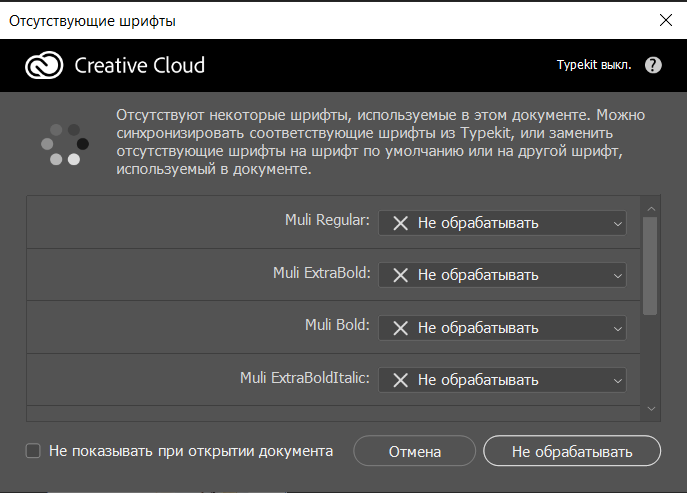 Отсутствующие шрифты
Creative Cloud
Typekit выкл. ?
Отсутствуют некоторые шрифты, используемые в этом документе. Можно
синхронизировать соответствующие шрифты из Typekit, или заменить
отсутствующие шрифты на шрифт по умолчанию или на другой шрифт,
используемый в документе.
Muli Regular: Не обрабатывать
Muli ExtraBold: Не обрабатывать
Muli Bold: Не обрабатывать
Muli ExtraBoldItalic: Не обрабатывать
Не показывать при открытии документа
Отмена
Не обрабатывать